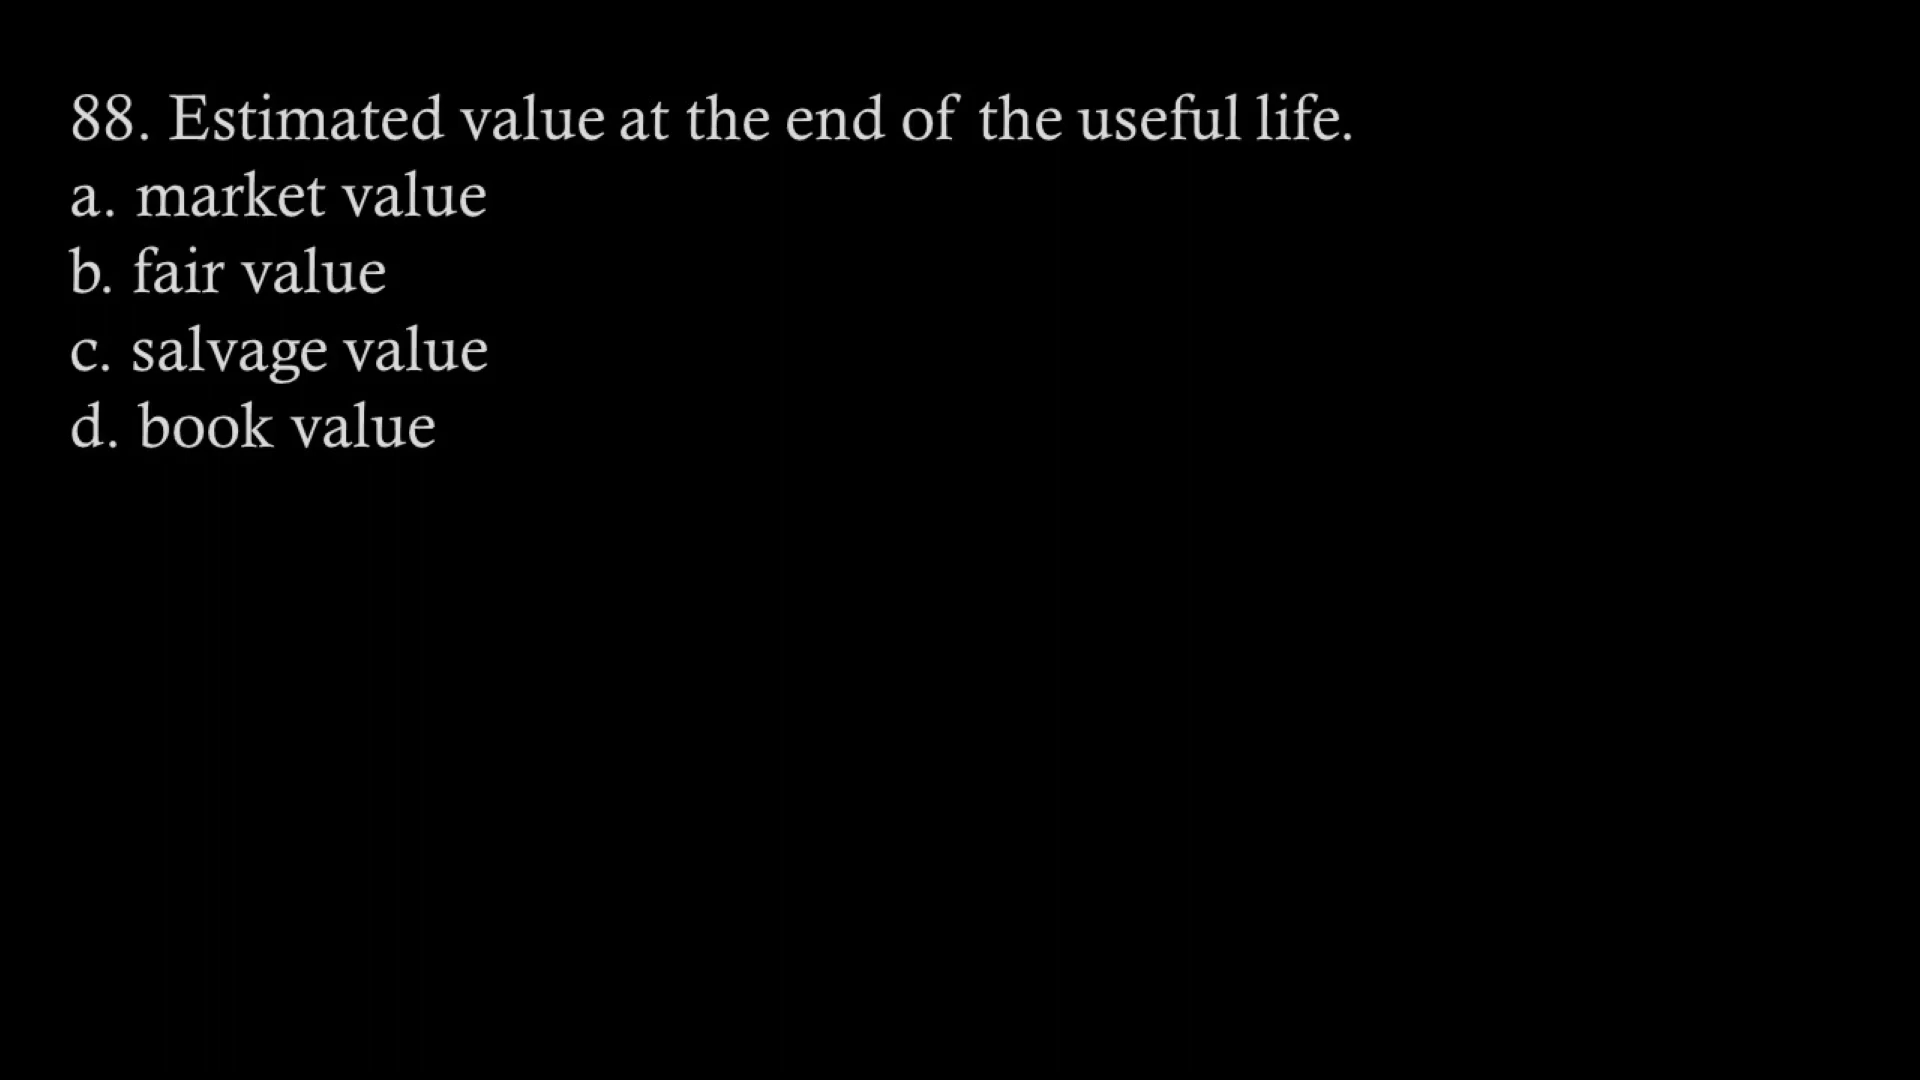 88. Estimated value at the end of the useful life.
a. market value
b. fair value
c. salvage value
d. book value